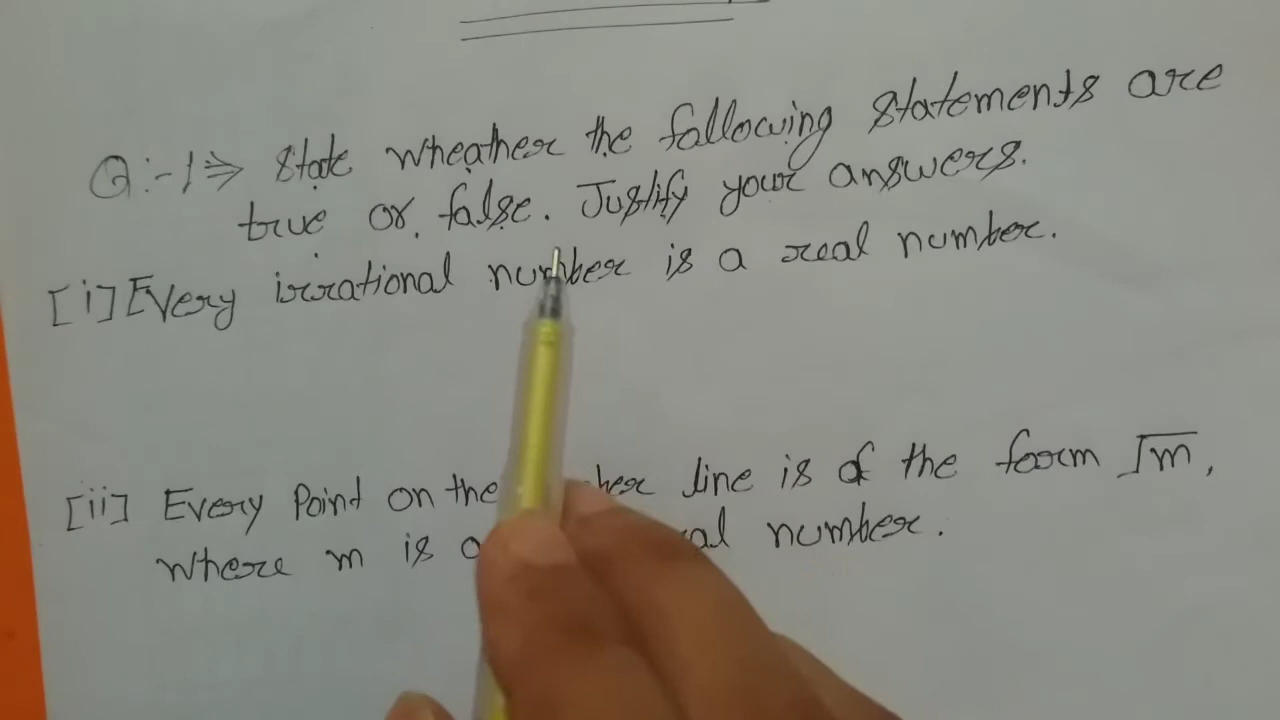 Q:-1⇒ State wheather the following statements are
true or false. Justify your answers.
[i] Every irrational number is a real number.
[ii] Every Point on the line is of the form √m,
where m is number.